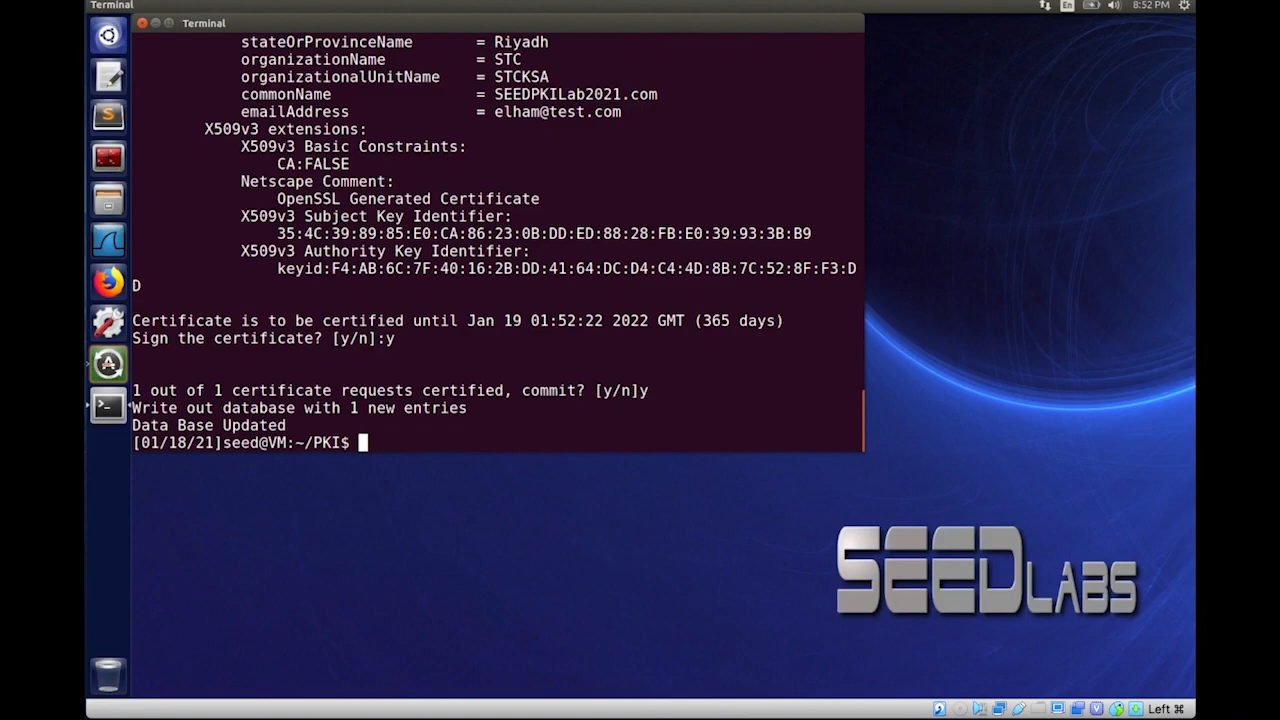 Terminal
En
8:52 PM
Terminal
stateOrProvinceName = Riyadh
organizationName = STC
organizationalUnitName = STCKSA
commonName = SEEDPKILab2021.com
emailAddress = elham@test.com
X509v3 extensions:
X509v3 Basic Constraints:
CA:FALSE
Netscape Comment:
OpenSSL Generated Certificate
X509v3 Subject Key Identifier:
35:4C:39:89:85:E0:CA:86:23:0B:DD:ED:88:28:FB:E0:39:93:3B:B9
X509v3 Authority Key Identifier:
keyid:F4:AB:6C:7F:40:16:2B:DD:41:64:DC:D4:C4:4D:8B:7C:52:8F:F3:D
D
Certificate is to be certified until Jan 19 01:52:22 2022 GMT (365 days)
Sign the certificate? [y/n]:y
1 out of 1 certificate requests certified, commit? [y/n]y
Write out database with 1 new entries
Data Base Updated
[01/18/21]seed@VM:~/PKI$
SEEDLABS
Left ⌘